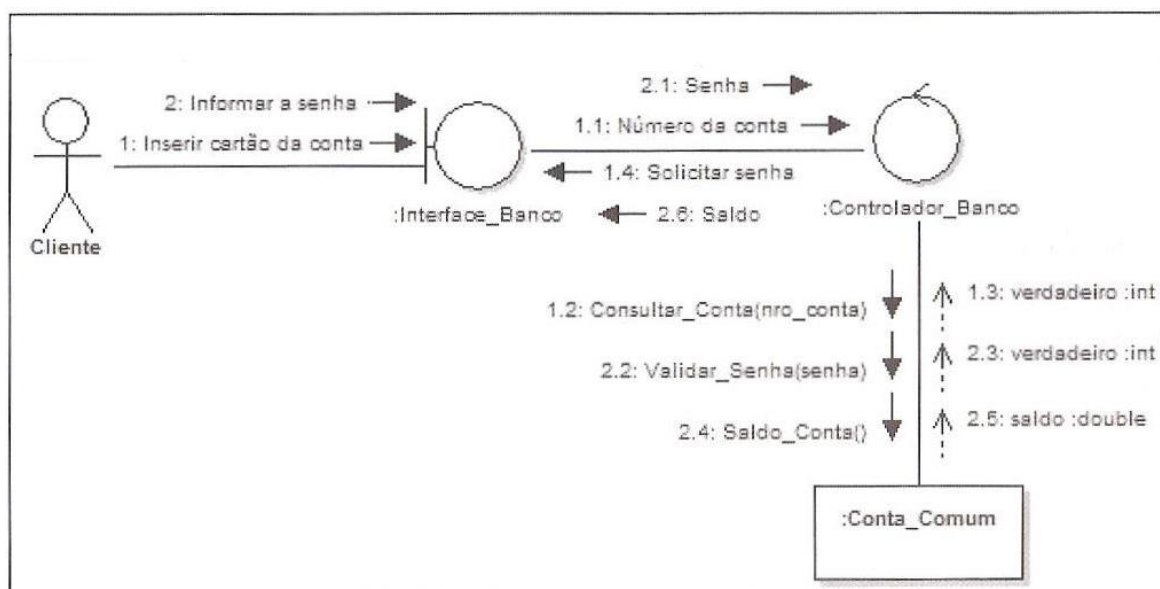 2: Informar a senha
1: Inserir cartão da conta
Cliente
:Interface_Banco
2.1: Senha
1.1: Número da conta
1.4: Solicitar senha
2.6: Saldo
:Controlador_Banco
1.2: Consultar_Conta(nro_conta)
1.3: verdadeiro :int
2.2: Validar_Senha(senha)
2.3: verdadeiro :int
2.4: Saldo_Conta()
2.5: saldo :double
:Conta_Comum